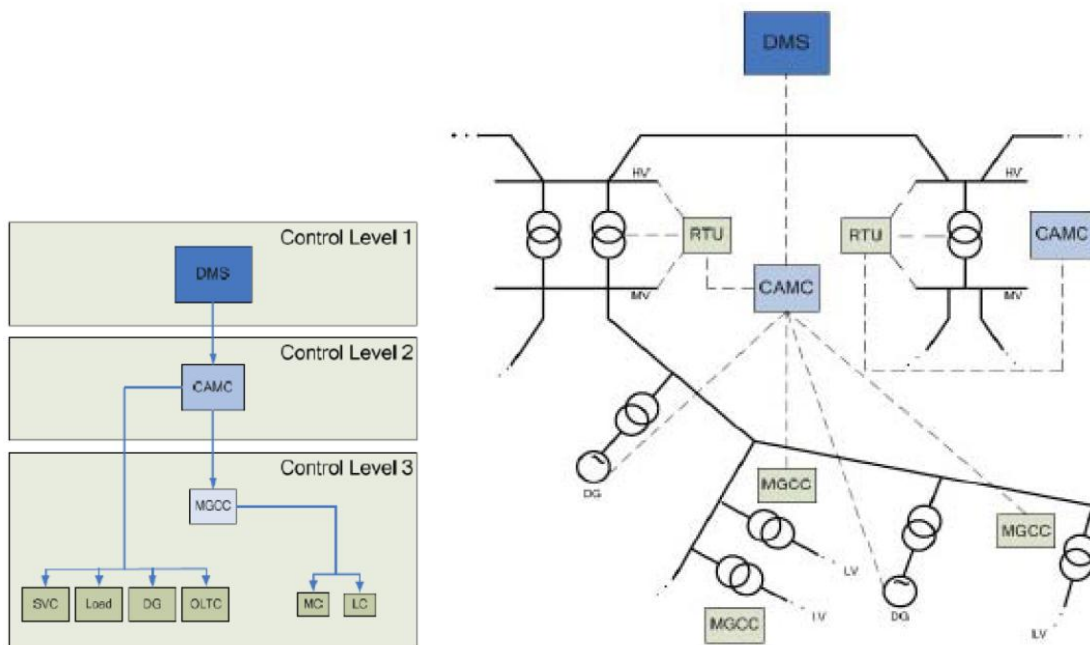 Control Level 1
DMS
Control Level 2
CAMC
Control Level 3
MGCC
SVC
Load
DG
OLTC
MC
LC
DMS
HV
HV
RTU
RTU
CAMC
CAMC
MV
MV
DG
MGCC
MGCC
LV
LV
MGCC
DG
LV